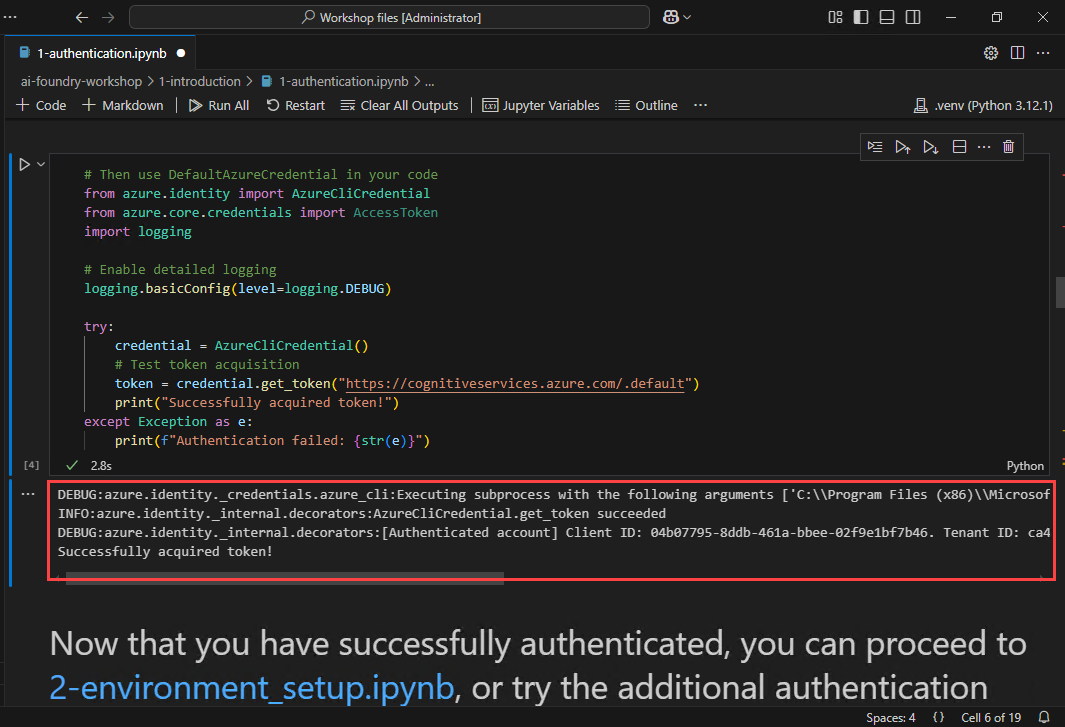 Workshop files [Administrator]
1-authentication.ipynb
ai-foundry-workshop > 1-introduction > 1-authentication.ipynb > ...
+ Code + Markdown | Run All Restart Clear All Outputs | Jupyter Variables Outline ... .venv (Python 3.12.1)
# Then use DefaultAzureCredential in your code
from azure.identity import AzureCliCredential
from azure.core.credentials import AccessToken
import logging
# Enable detailed logging
logging.basicConfig(level=logging.DEBUG)
try:
credential = AzureCliCredential()
# Test token acquisition
token = credential.get_token("https://cognitiveservices.azure.com/.default")
print("Successfully acquired token!")
except Exception as e:
print(f"Authentication failed: {str(e)}")
[4] 2.8s Python
DEBUG:azure.identity._credentials.azure_cli:Executing subprocess with the following arguments ['C:\\Program Files (x86)\\Microsof
INFO:azure.identity._internal.decorators:AzureCliCredential.get_token succeeded
DEBUG:azure.identity._internal.decorators:[Authenticated account] Client ID: 04b07795-8ddb-461a-bbee-02f9e1bf7b46. Tenant ID: ca4
Successfully acquired token!
Now that you have successfully authenticated, you can proceed to
2-environment_setup.ipynb, or try the additional authentication
Spaces: 4 {} Cell 6 of 19